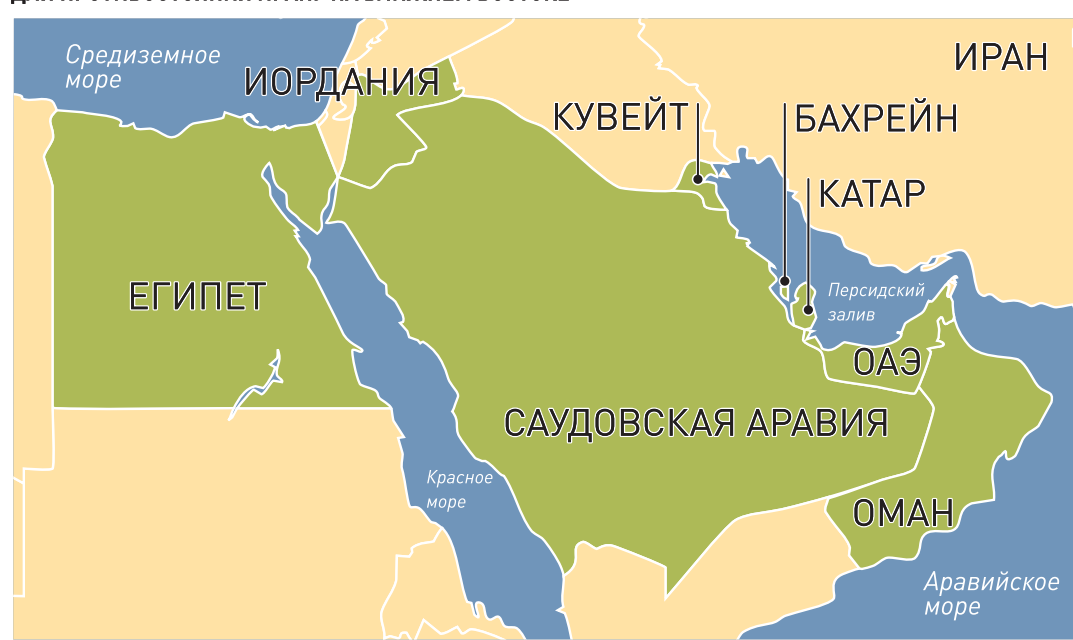 Средиземное
море
ИОРДАНИЯ
ИРАН
КУВЕЙТ
БАХРЕЙН
КАТАР
ЕГИПЕТ
Персидский
залив
ОАЭ
САУДОВСКАЯ АРАВИЯ
Красное
море
ОМАН
Аравийское
море